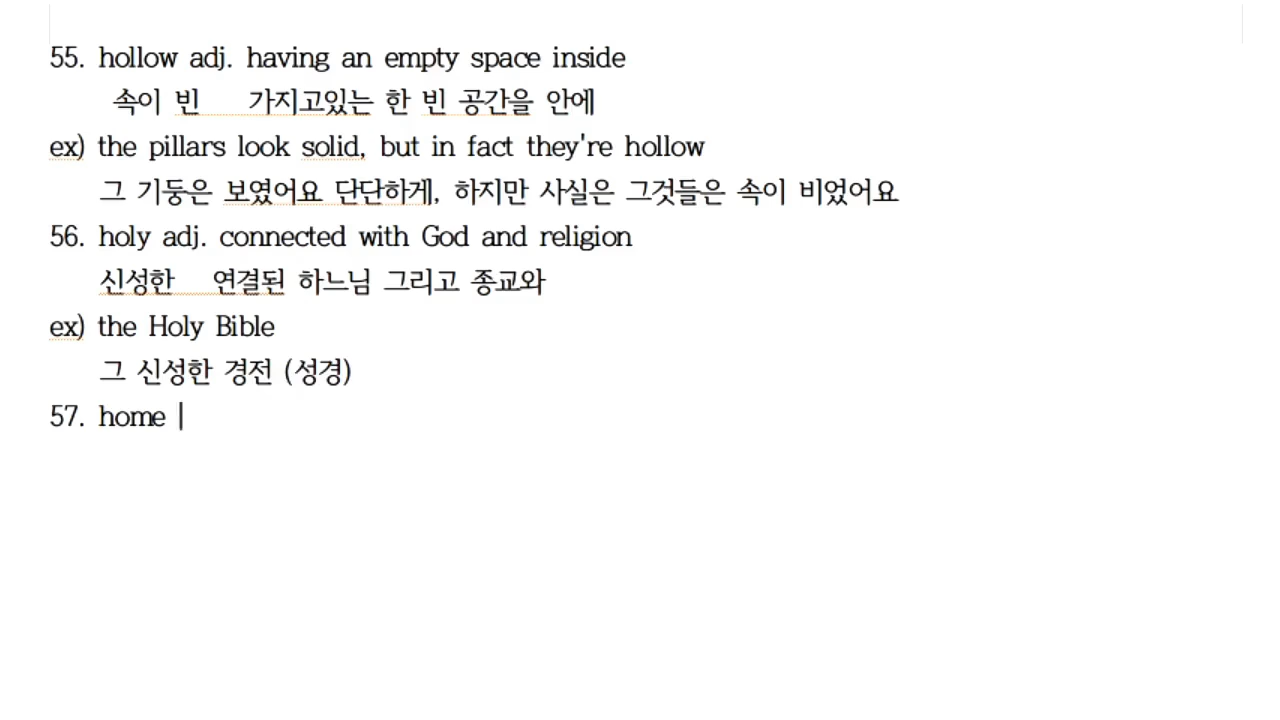 55. hollow adj. having an empty space inside
속이 빈 가지고있는 한 빈 공간을 안에
ex) the pillars look solid, but in fact they're hollow
그 기둥은 보였어요 단단하게, 하지만 사실은 그것들은 속이 비었어요
56. holy adj. connected with God and religion
신성한 연결된 하느님 그리고 종교와
ex) the Holy Bible
그 신성한 경전 (성경)
57. home